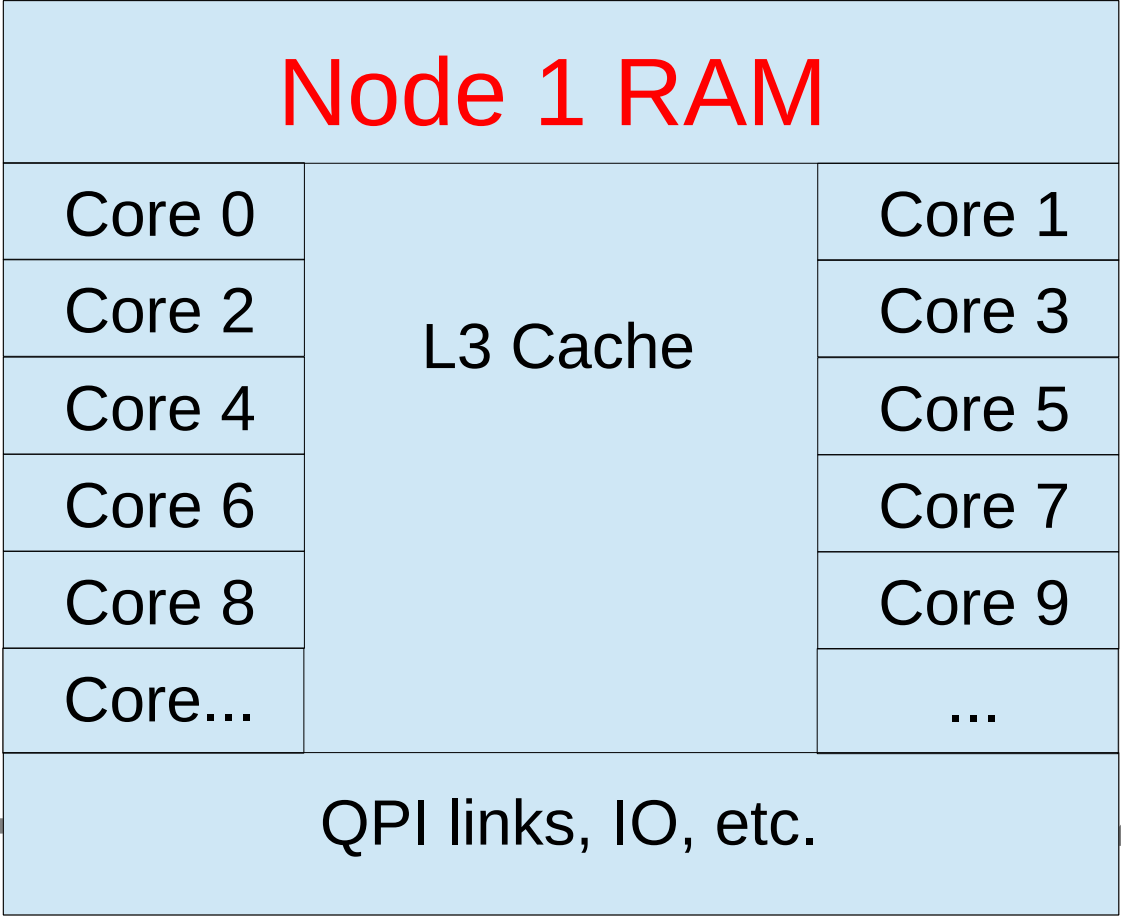 Node 1 RAM
Core 0
Core 1
Core 2
Core 3
L3 Cache
Core 4
Core 5
Core 6
Core 7
Core 8
Core 9
Core...
...
QPI links, IO, etc.